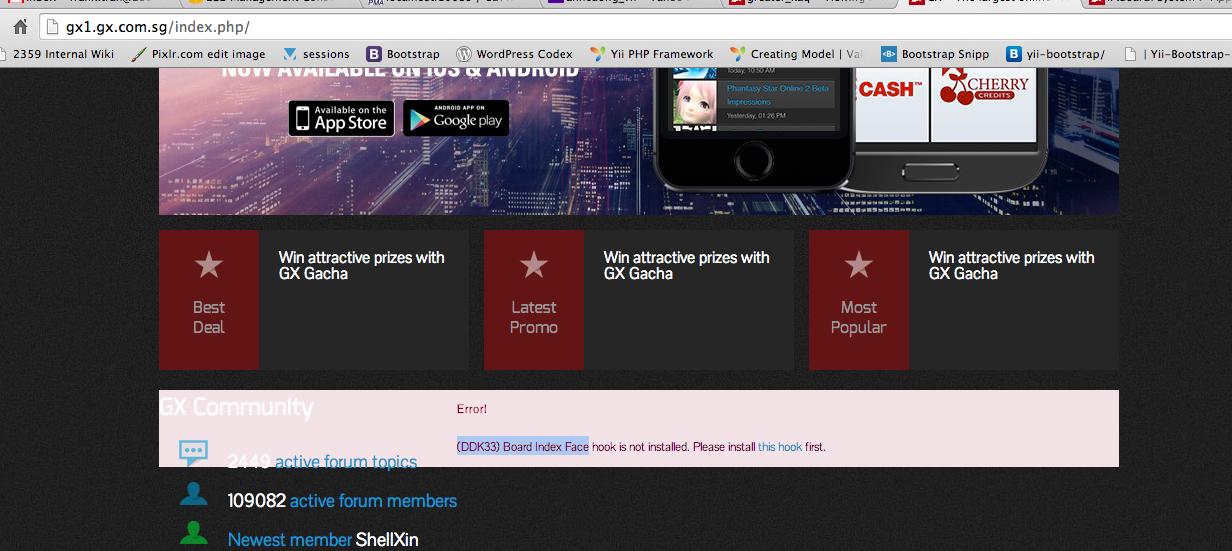 gx1.gx.com.sg/index.php/
2359 Internal Wiki
Pixlr.com edit image
sessions
Bootstrap
WordPress Codex
Yii PHP Framework
Creating Model | Val
Bootstrap Snipp
yii-bootstrap/
| Yii-Bootstrap-
NOW AVAILABLE ON iOS & ANDROID
Available on the
App Store
ANDROID APP ON
Google play
Today, 10:50 AM
Phantasy Star Online 2 Beta
Impressions
Yesterday, 01:26 PM
CASH™
CHERRY
CREDITS
Best
Deal
Win attractive prizes with
GX Gacha
Latest
Promo
Win attractive prizes with
GX Gacha
Most
Popular
Win attractive prizes with
GX Gacha
GX Community
Error!
(DDK33) Board Index Face hook is not installed. Please install this hook first.
2449 active forum topics
109082 active forum members
Newest member ShellXin